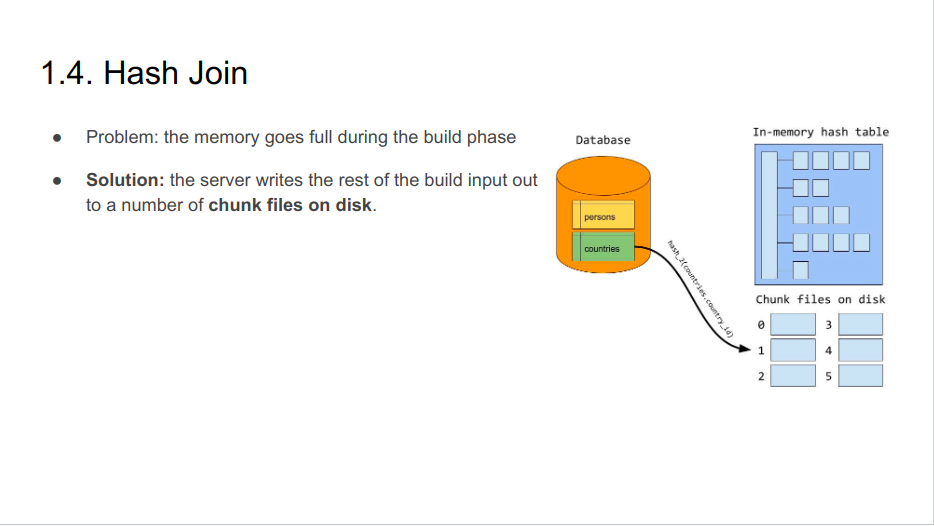 1.4. Hash Join
● Problem: the memory goes full during the build phase
● Solution: the server writes the rest of the build input out
to a number of chunk files on disk.
Database
persons
countries
hash_2(countries.country_id)
In-memory hash table
Chunk files on disk
0 3
1 4
2 5